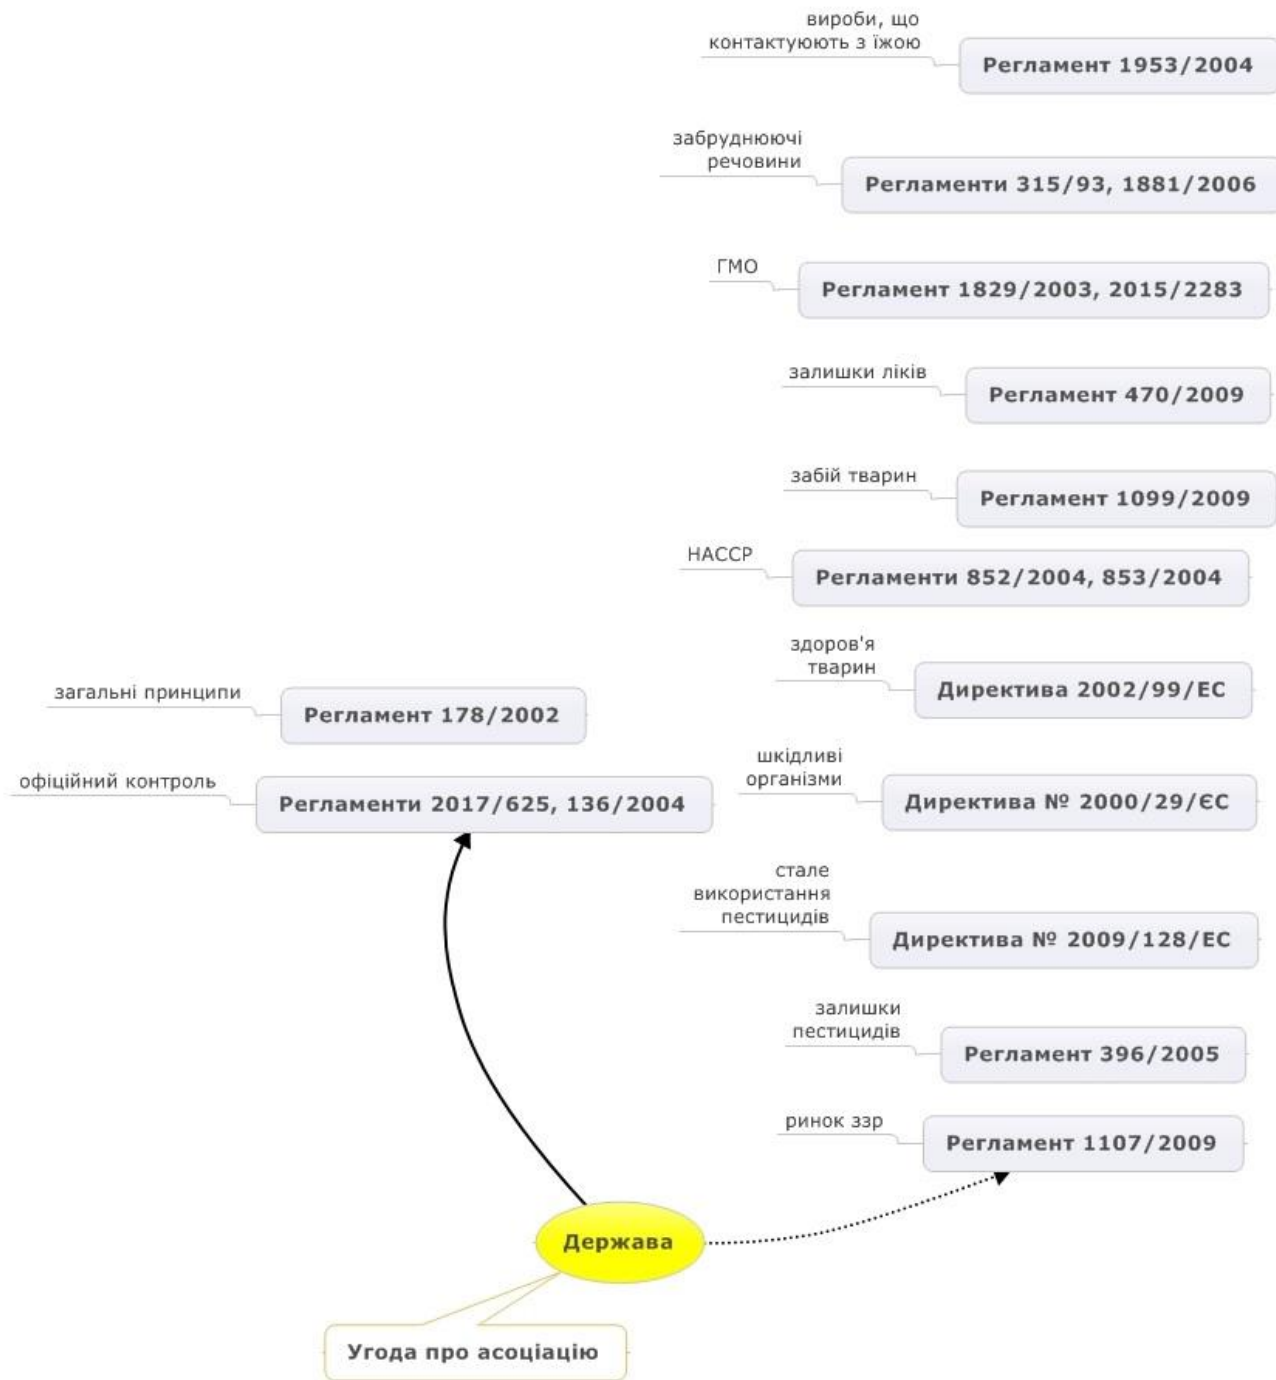 вироби, що
контактуюють з їжою
Регламент 1953/2004
забруднюючі
речовини
Регламенти 315/93, 1881/2006
ГМО
Регламент 1829/2003, 2015/2283
залишки ліків
Регламент 470/2009
забій тварин
Регламент 1099/2009
НАССР
Регламенти 852/2004, 853/2004
здоров'я
тварин
Директива 2002/99/ЕС
загальні принципи
Регламент 178/2002
офіційний контроль
Регламенти 2017/625, 136/2004
шкідливі
організми
Директива № 2000/29/ЄС
стале
використання
пестицидів
Директива № 2009/128/ЕС
залишки
пестицидів
Регламент 396/2005
ринок ззр
Регламент 1107/2009
Держава
Угода про асоціацію